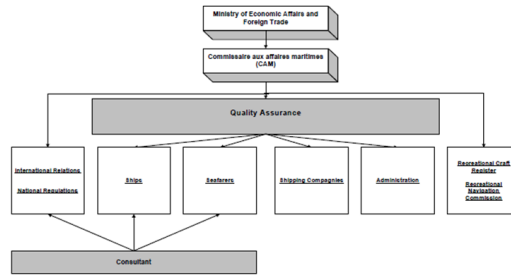 Ministry of Economic Affairs and
Foreign Trade
Commissaire aux affaires maritimes
(CAM)
Quality Assurance
International Relations
National Regulations
Ships
Seafarers
Shipping Compagnies
Administration
Recreational Craft
Register
Recreational
Navigation
Commission
Consultant